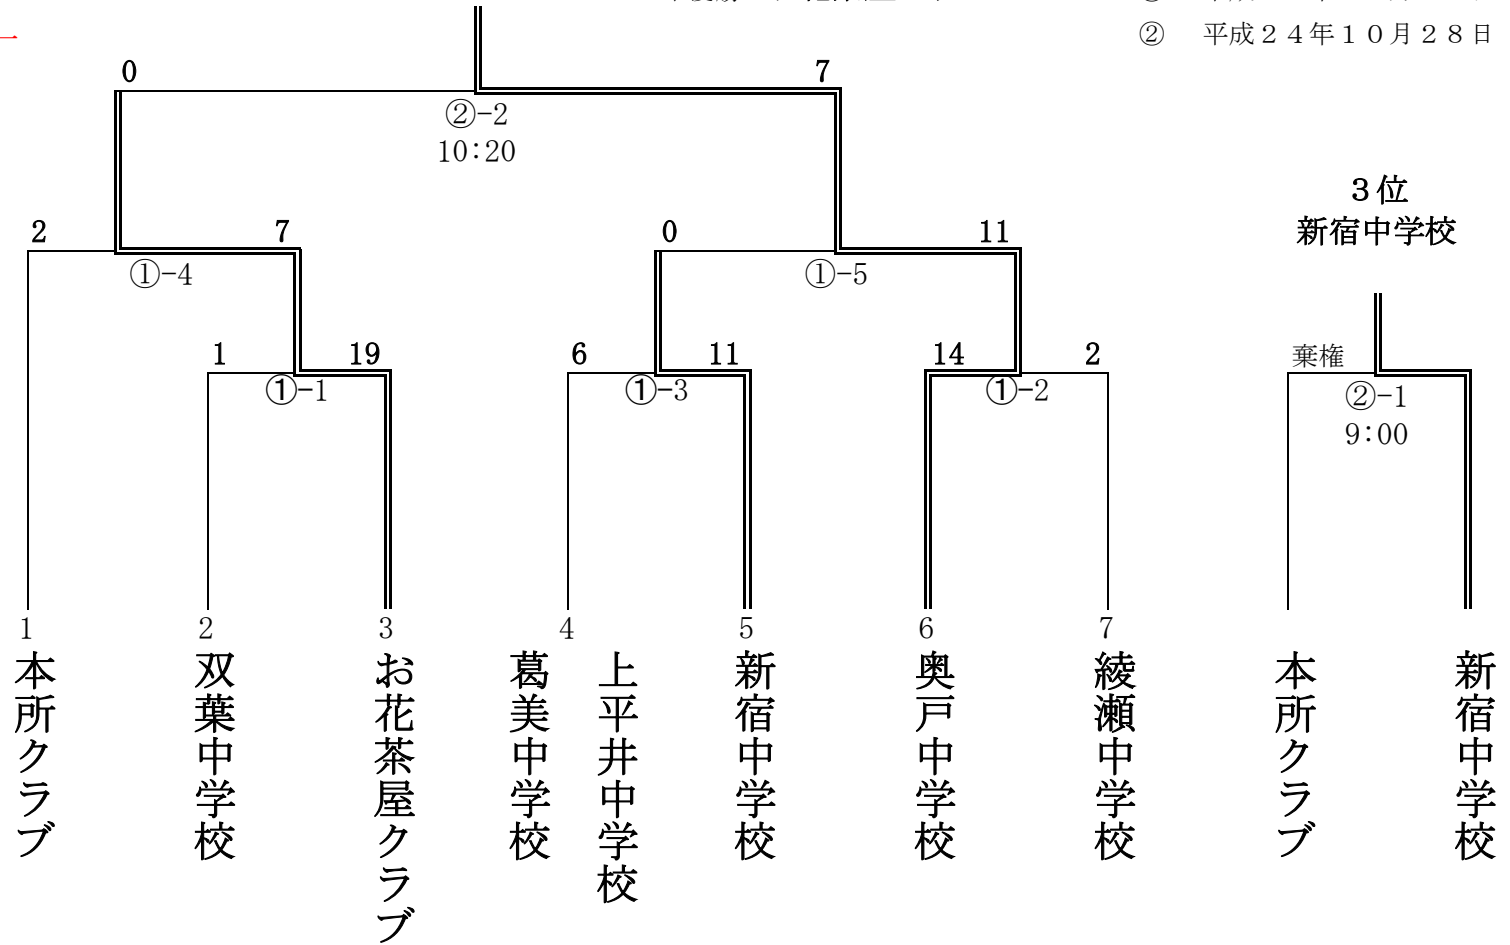 ② 平成２４年１０月２８日
0 7
②-2
10:20
３位
新宿中学校
2 7 0 11
①-4 ①-5
1 19 6 11 14 2 棄権
①-1 ①-3 ①-2 ②-1
9:00
1 2 3 4 5 6 7
本所クラブ
双葉中学校
お花茶屋クラブ
葛美中学校
上平井中学校
新宿中学校
奥戸中学校
綾瀬中学校
本所クラブ
新宿中学校